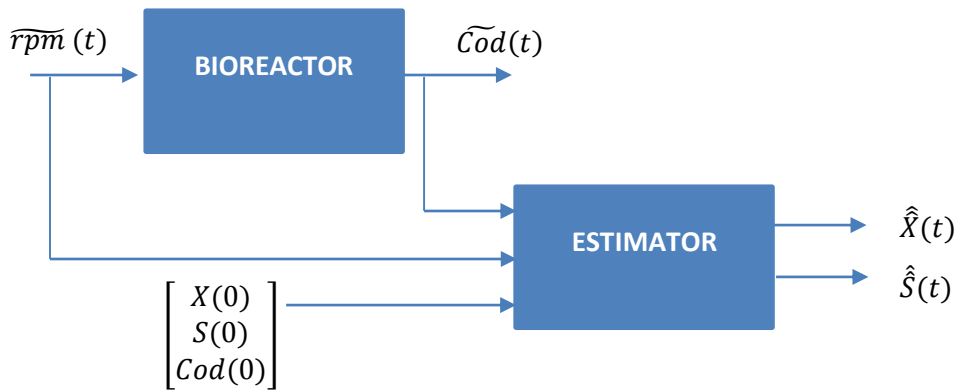 $\widetilde{rpm}\,(t)$
BIOREACTOR
$\widetilde{Cod}(t)$
ESTIMATOR
$\hat{\hat{X}}(t)$
$\hat{\hat{S}}(t)$
$X(0)$
$S(0)$
$Cod(0)$